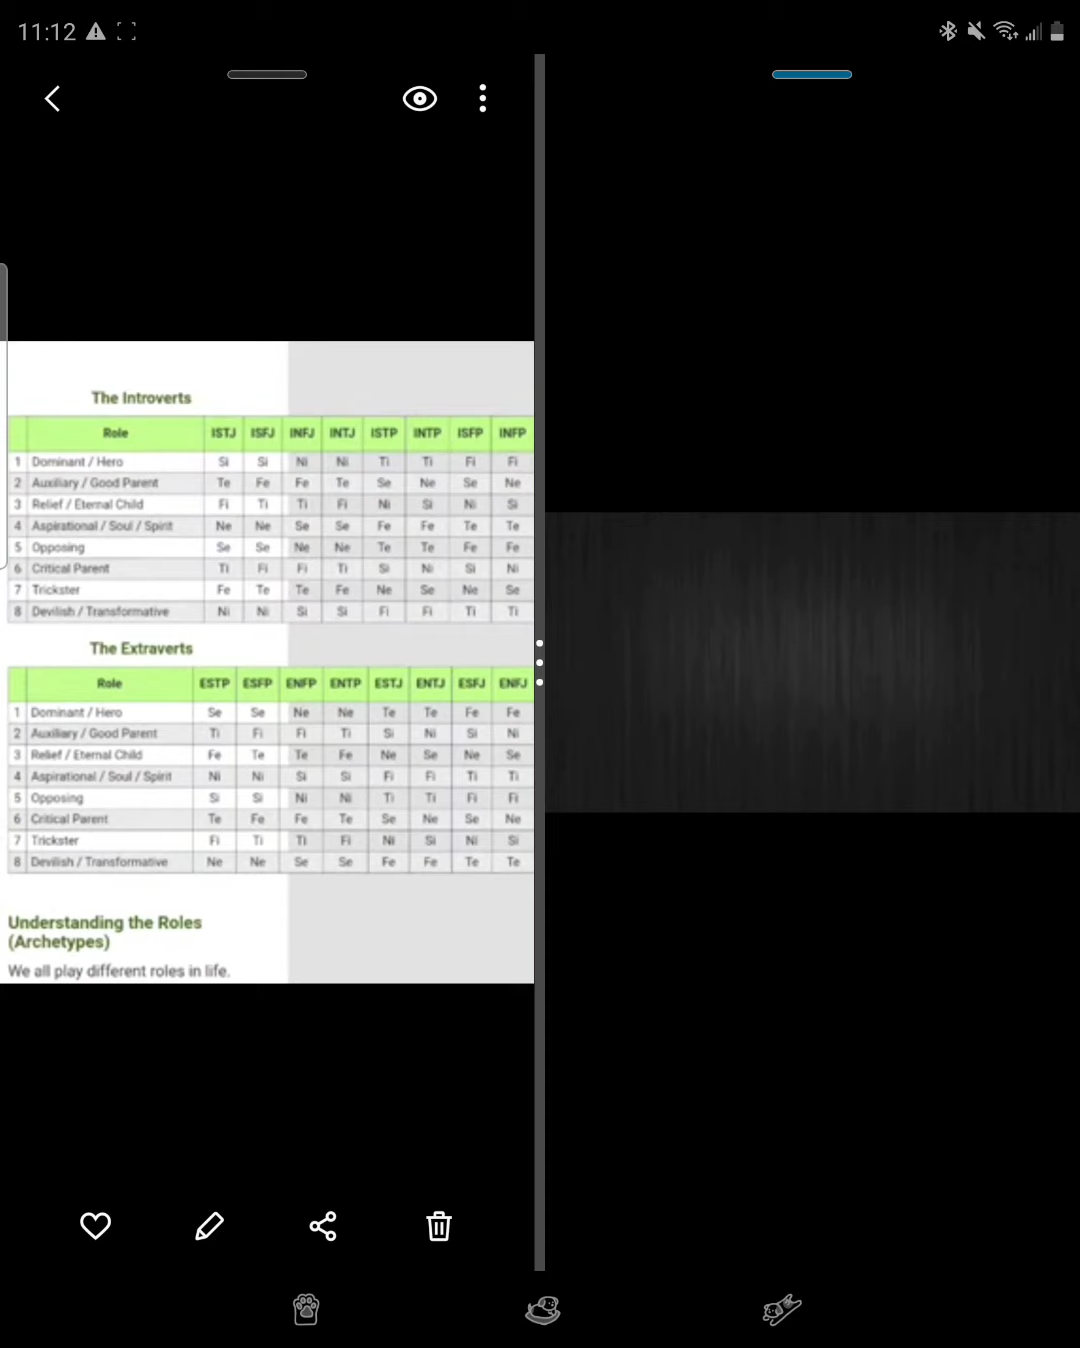 11:12
The Introverts
Role ISTJ ISFJ INFJ INTJ ISTP INTP ISFP INFP
1 Dominant / Hero Si Si Ni Ni Ti Ti Fi Fi
2 Auxiliary / Good Parent Te Fe Fe Te Se Ne Se Ne
3 Relief / Eternal Child Fi Ti Ti Fi Ni Si Ni Si
4 Aspirational / Soul / Spirit Ne Ne Se Se Fe Fe Te Te
5 Opposing Se Se Ne Ne Te Te Fe Fe
6 Critical Parent Ti Fi Fi Ti Si Ni Si Ni
7 Trickster Fe Te Te Fe Ne Se Ne Se
8 Devilish / Transformative Ni Ni Si Si Fi Fi Ti Ti
The Extraverts
Role ESTP ESFP ENFP ENTP ESTJ ENTJ ESFJ ENFJ
1 Dominant / Hero Se Se Ne Ne Te Te Fe Fe
2 Auxiliary / Good Parent Ti Fi Fi Ti Si Ni Si Ni
3 Relief / Eternal Child Fe Te Te Fe Ne Se Ne Se
4 Aspirational / Soul / Spirit Ni Ni Si Si Fi Fi Ti Ti
5 Opposing Si Si Ni Ni Ti Ti Fi Fi
6 Critical Parent Te Fe Fe Te Se Ne Se Ne
7 Trickster Fi Ti Ti Fi Ni Si Ni Si
8 Devilish / Transformative Ne Ne Se Se Fe Fe Te Te
Understanding the Roles
(Archetypes)
We all play different roles in life.